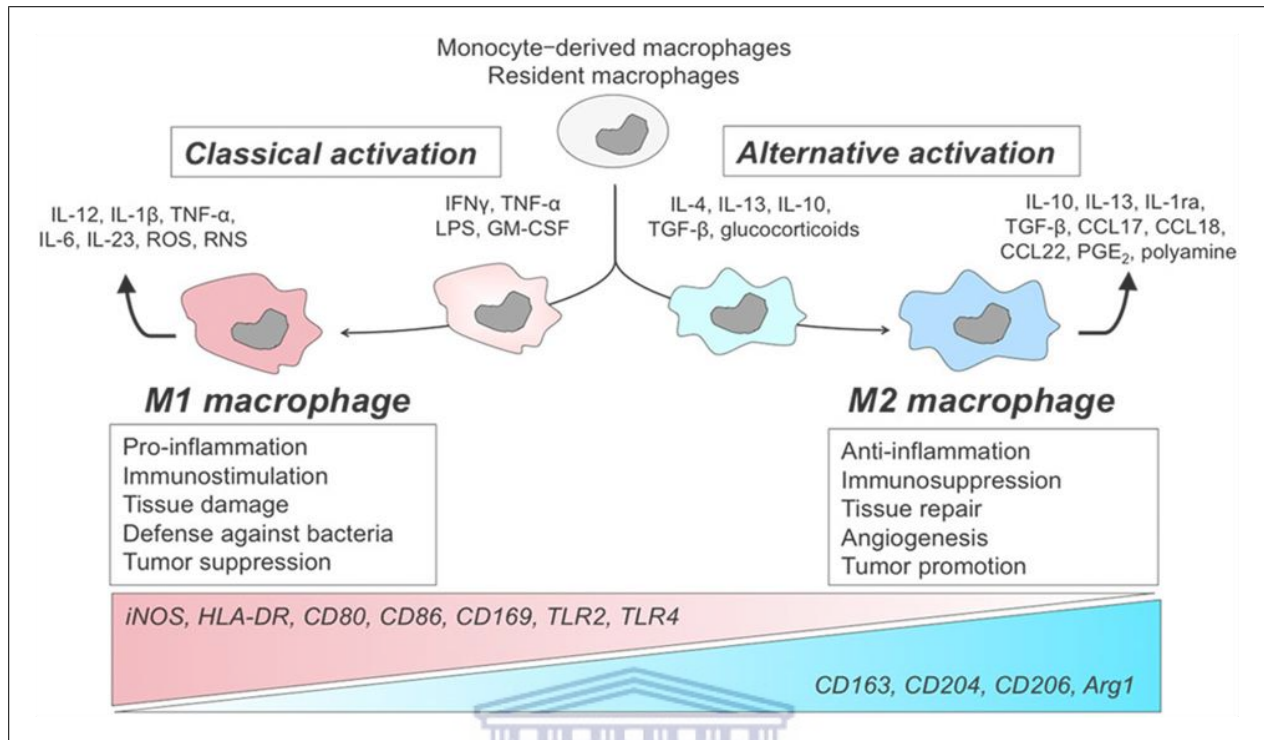 Monocyte−derived macrophages
Resident macrophages
Classical activation
Alternative activation
IL-12, IL-1β, TNF-α,
IL-6, IL-23, ROS, RNS
IFNγ, TNF-α
LPS, GM-CSF
IL-4, IL-13, IL-10,
TGF-β, glucocorticoids
IL-10, IL-13, IL-1ra,
TGF-β, CCL17, CCL18,
CCL22, PGE₂, polyamine
M1 macrophage
Pro-inflammation
Immunostimulation
Tissue damage
Defense against bacteria
Tumor suppression
M2 macrophage
Anti-inflammation
Immunosuppression
Tissue repair
Angiogenesis
Tumor promotion
iNOS, HLA-DR, CD80, CD86, CD169, TLR2, TLR4
CD163, CD204, CD206, Arg1